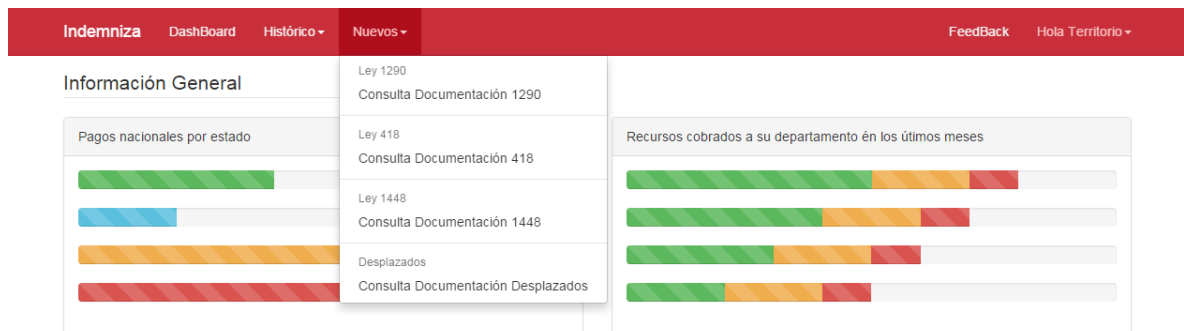 Indemniza DashBoard Histórico Nuevos FeedBack Hola Territorio
Información General
Ley 1290
Consulta Documentación 1290
Ley 418
Consulta Documentación 418
Ley 1448
Consulta Documentación 1448
Desplazados
Consulta Documentación Desplazados
Pagos nacionales por estado
Recursos cobrados a su departamento én los útimos meses